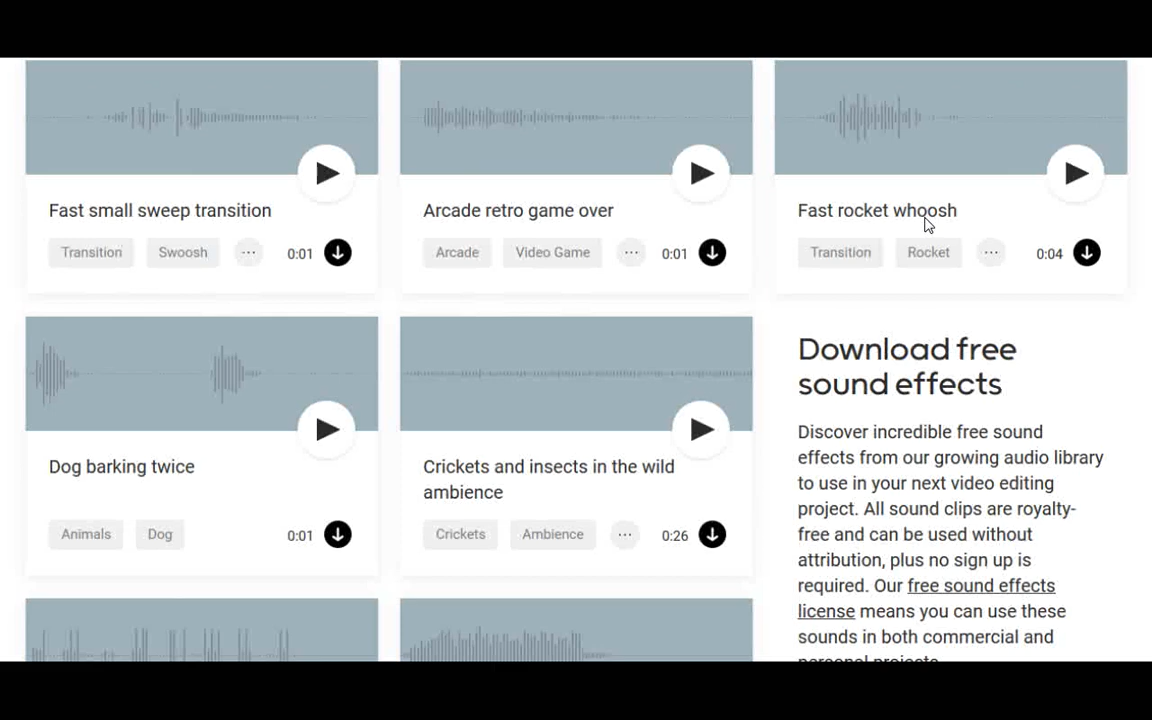 Fast small sweep transition
Transition Swoosh ... 0:01
Arcade retro game over
Arcade Video Game ... 0:01
Fast rocket whoosh
Transition Rocket ... 0:04
Dog barking twice
Animals Dog 0:01
Crickets and insects in the wild
ambience
Crickets Ambience ... 0:26
Download free
sound effects
Discover incredible free sound
effects from our growing audio library
to use in your next video editing
project. All sound clips are royalty-
free and can be used without
attribution, plus no sign up is
required. Our free sound effects
license means you can use these
sounds in both commercial and
personal projects.